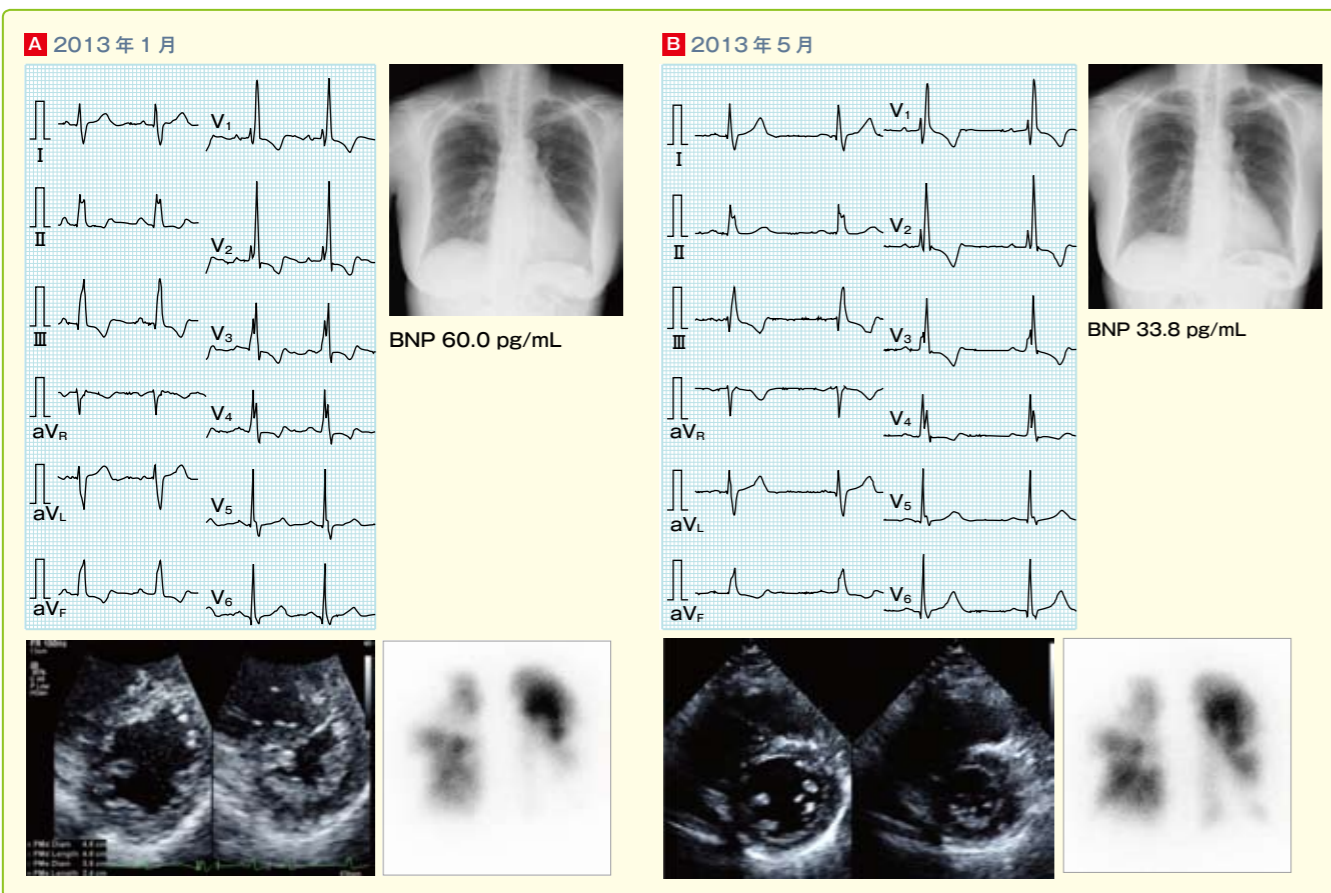 A 2013年1月
I
II
III
aVR
aVL
aVF
V1
V2
V3
V4
V5
V6
BNP 60.0 pg/mL
B 2013年5月
I
II
III
aVR
aVL
aVF
V1
V2
V3
V4
V5
V6
BNP 33.8 pg/mL